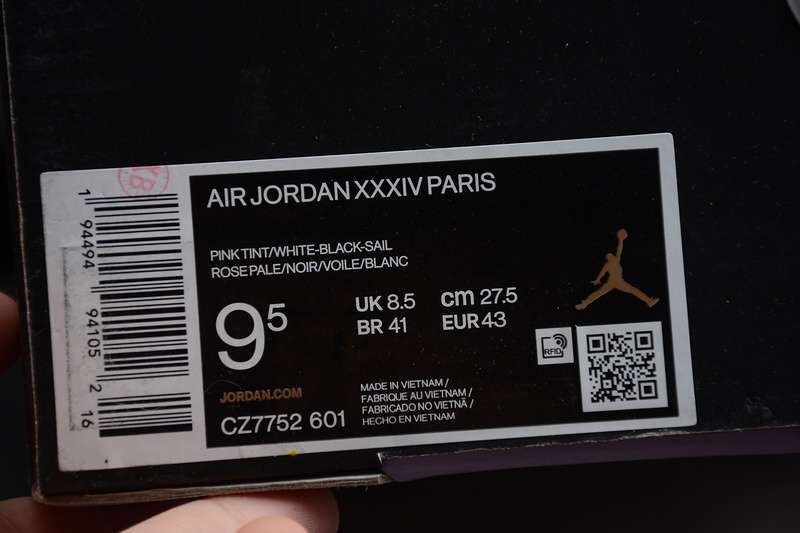 AIR JORDAN XXXIV PARIS
PINK TINT/WHITE-BLACK-SAIL
ROSE PALE/NOIR/VOILE/BLANC
9 5
UK 8.5 cm 27.5
BR 41 EUR 43
RFID
JORDAN.COM
CZ7752 601
MADE IN VIETNAM /
FABRIQUE AU VIETNAM /
FABRICADO NO VIETNÃ /
HECHO EN VIETNAM
1 94494 94105 2 16